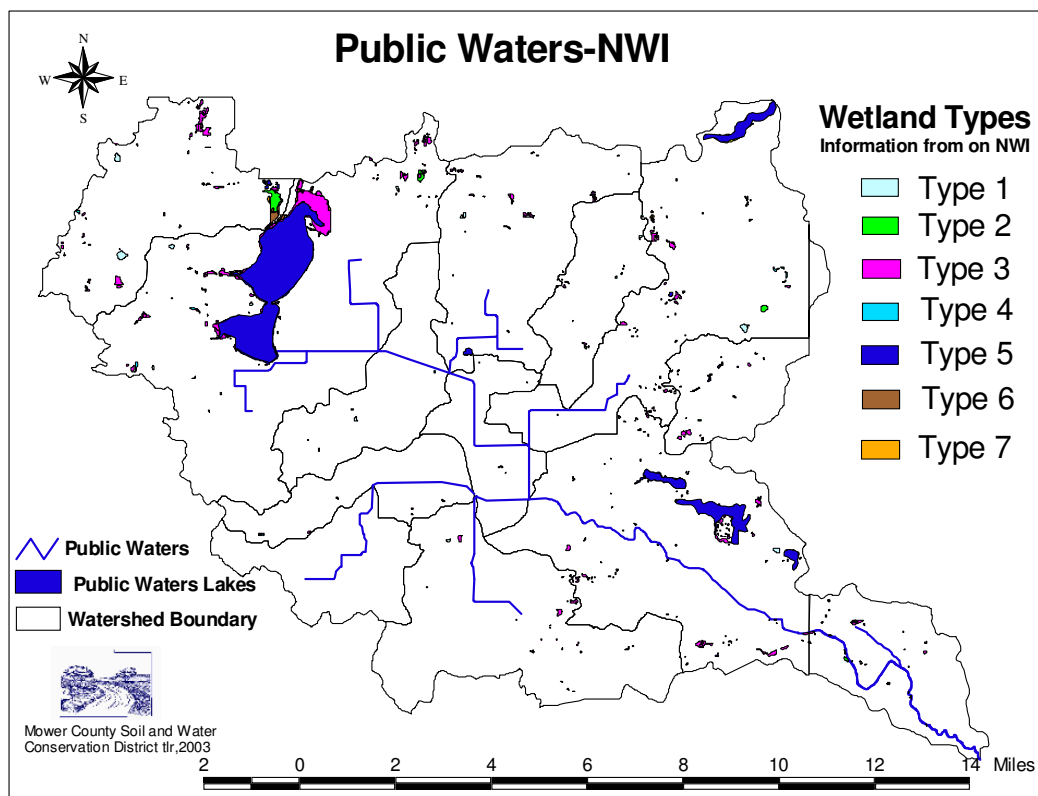 Public Waters-NWI
N
W E
S
Wetland Types
Information from on NWI
Type 1
Type 2
Type 3
Type 4
Type 5
Type 6
Type 7
Public Waters
Public Waters Lakes
Watershed Boundary
Mower County Soil and Water
Conservation District tlr,2003
2 0 2 4 6 8 10 12 14 Miles